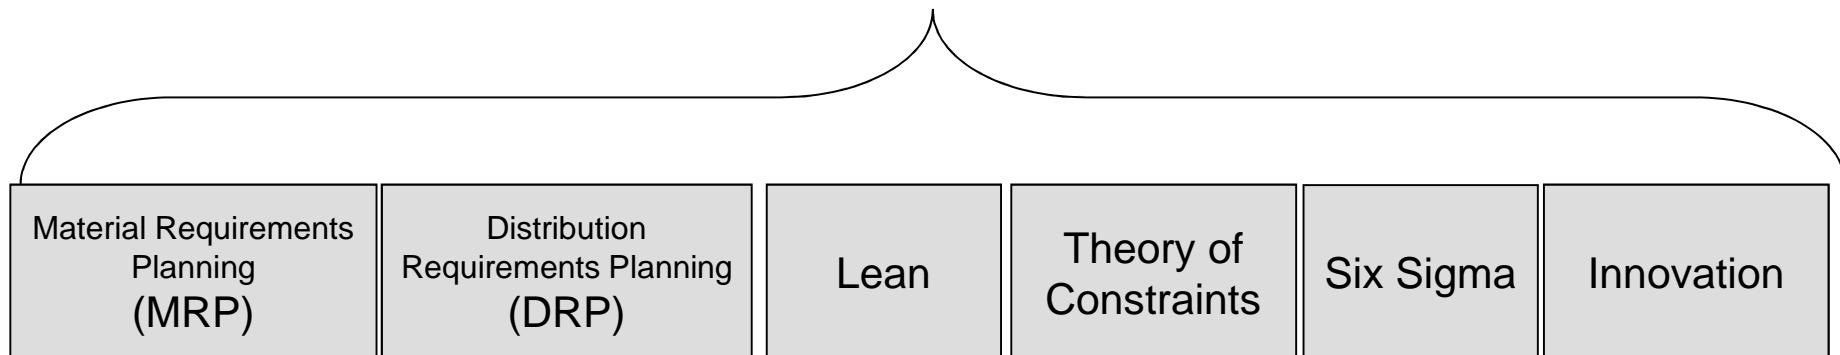 Material Requirements
Planning
(MRP)
Distribution
Requirements Planning
(DRP)
Lean
Theory of
Constraints
Six Sigma
Innovation